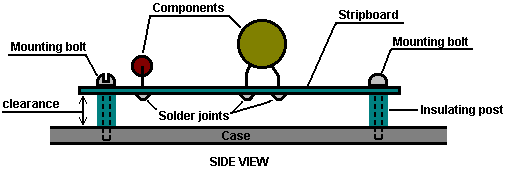 Components
Stripboard
Mounting bolt
Mounting bolt
clearance
Solder joints
Insulating post
Case
SIDE VIEW